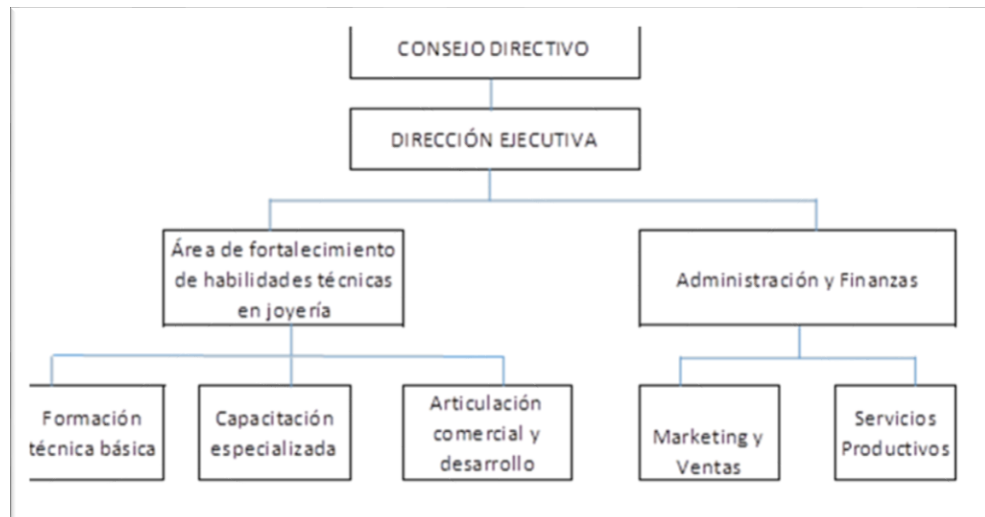 CONSEJO DIRECTIVO
DIRECCIÓN EJECUTIVA
Área de fortalecimiento
de habilidades técnicas
en joyería
Administración y Finanzas
Formación
técnica básica
Capacitación
especializada
Articulación
comercial y
desarrollo
Marketing y
Ventas
Servicios
Productivos